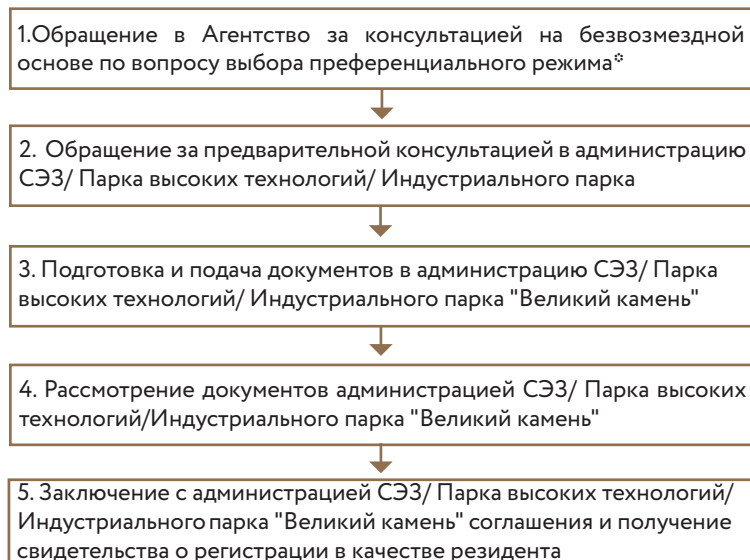 1.Обращение в Агентство за консультацией на безвозмездной
основе по вопросу выбора преференциального режима*
2. Обращение за предварительной консультацией в администрацию
СЭЗ/ Парка высоких технологий/ Индустриального парка
3. Подготовка и подача документов в администрацию СЭЗ/ Парка
высоких технологий/ Индустриального парка "Великий камень"
4. Рассмотрение документов администрацией СЭЗ/ Парка высоких
технологий/Индустриального парка "Великий камень"
5. Заключение с администрацией СЭЗ/ Парка высоких технологий/
Индустриального парка "Великий камень" соглашения и получение
свидетельства о регистрации в качестве резидента